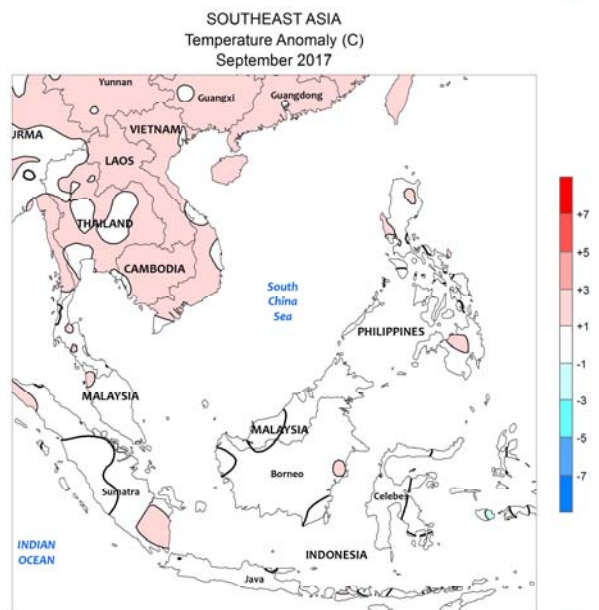 SOUTHEAST ASIA
Temperature Anomaly (C)
September 2017
Yunnan
Guangxi
Guangdong
URMA
VIETNAM
LAOS
THAILAND
CAMBODIA
South
China
Sea
PHILIPPINES
MALAYSIA
MALAYSIA
Borneo
Sumatra
Celebes
INDIAN
OCEAN
INDONESIA
Java
+7
+5
+3
+1
-1
-3
-5
-7